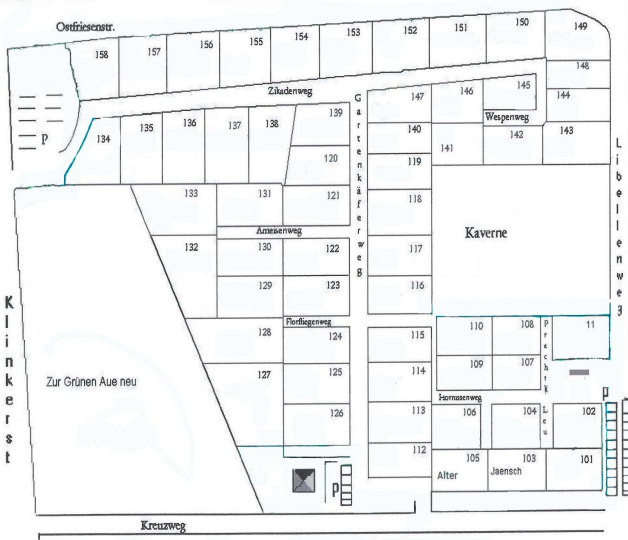 Ostfriesenstr.
158 157 156 155 154 153 152 151 150 149
148
Zikadenweg
147 146 145 144
P
134 135 136 137 138 139
Wespenweg
140 141 142 143
120 119
133 131 121 118
Ameisenweg
Gartenkäferweg
Kaverne
Libellenweg
132 130 122 117
129 123 116
Florfliegenweg
Klinkerst
128 124 115 110 108 11
Zur Grünen Aue neu
127 125 114 109 107
Hornissenweg
126 113 106 104 102
P
112 105 103 101
Alter Jaensch
P
Kreuzweg